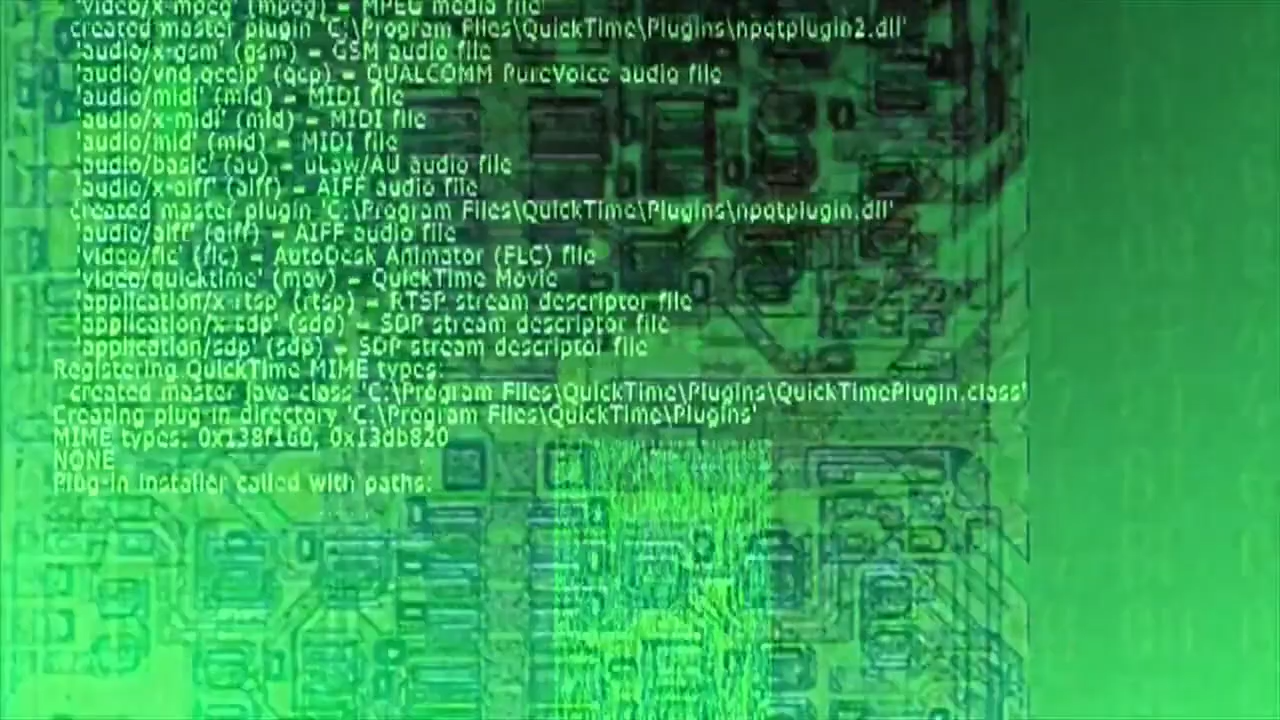 'video/x-mpeg' (mpeg) - MPEG media file'
created master plugin 'C:\Program Files\QuickTime\Plugins\npqtplugin2.dll'
'audio/x-gsm' (gsm) - GSM audio file
'audio/vnd.qcelp' (qcp) - QUALCOMM PureVoice audio file
'audio/midi' (mid) - MIDI file
'audio/x-midi' (mid) - MIDI file
'audio/mid' (mid) - MIDI file
'audio/basic' (au) - uLaw/AU audio file
'audio/x-aiff' (aiff) - AIFF audio file
created master plugin 'C:\Program Files\QuickTime\Plugins\npqtplugin.dll'
'audio/aiff' (aiff) - AIFF audio file
'video/flc' (flc) - AutoDesk Animator (FLC) file
'video/quicktime' (mov) - QuickTime Movie
'application/x-rtsp' (rtsp) - RTSP stream descriptor file
'application/x-sdp' (sdp) - SDP stream descriptor file
'application/sdp' (sdp) - SDP stream descriptor file
Registering QuickTime MIME types:
created master java class 'C:\Program Files\QuickTime\Plugins\QuickTimePlugin.class'
Creating plug-in directory 'C:\Program Files\QuickTime\Plugins'
MIME types: 0x138f160, 0x13db820
NONE
Plug-in installer called with paths: